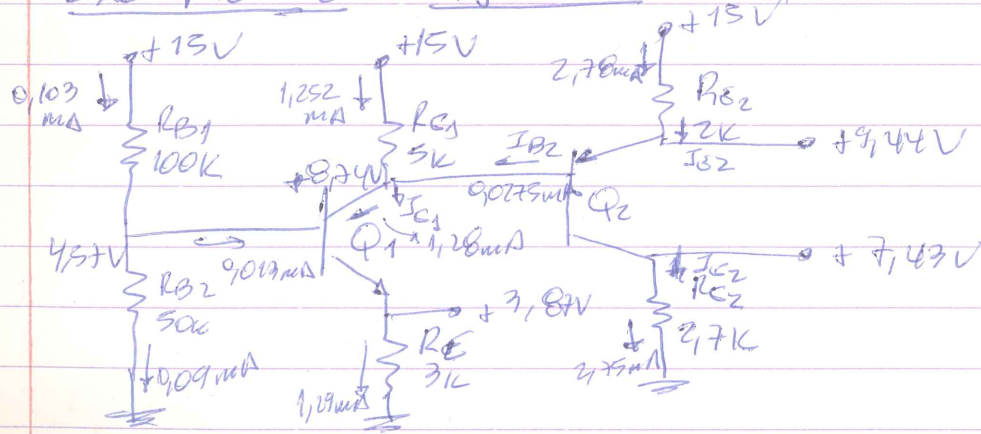 +15V
+15V
+15V
0,103 mA
1,252 mA
2,78mA
RB1
100K
RC1
5K
RE2
2K
IB2
IE2
+9,44V
+8,74V
0,0275mA
IC1
Q1
1,28mA
Q2
4,57V
0,013mA
RB2
50K
0,09mA
+3,87V
RE
3K
1,29mA
IC2
RC2
2,7K
2,75mA
+7,43V